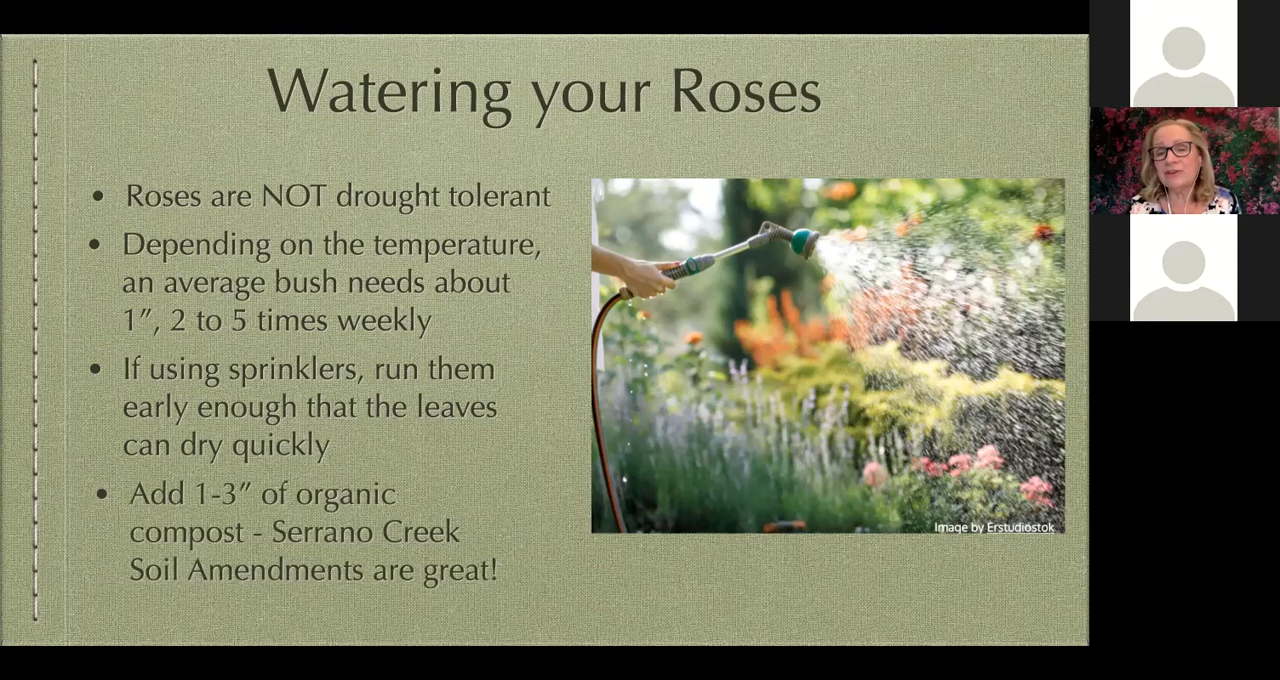 Watering your Roses
• Roses are NOT drought tolerant
• Depending on the temperature,
an average bush needs about
1”, 2 to 5 times weekly
• If using sprinklers, run them
early enough that the leaves
can dry quickly
• Add 1-3” of organic
compost - Serrano Creek
Soil Amendments are great!
Image by Erstudiostok